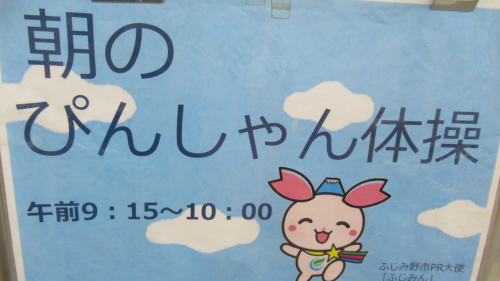 朝の
ぴんしゃん体操
午前9：15～10：00
ふじみ野市PR大使
「ふじみん」